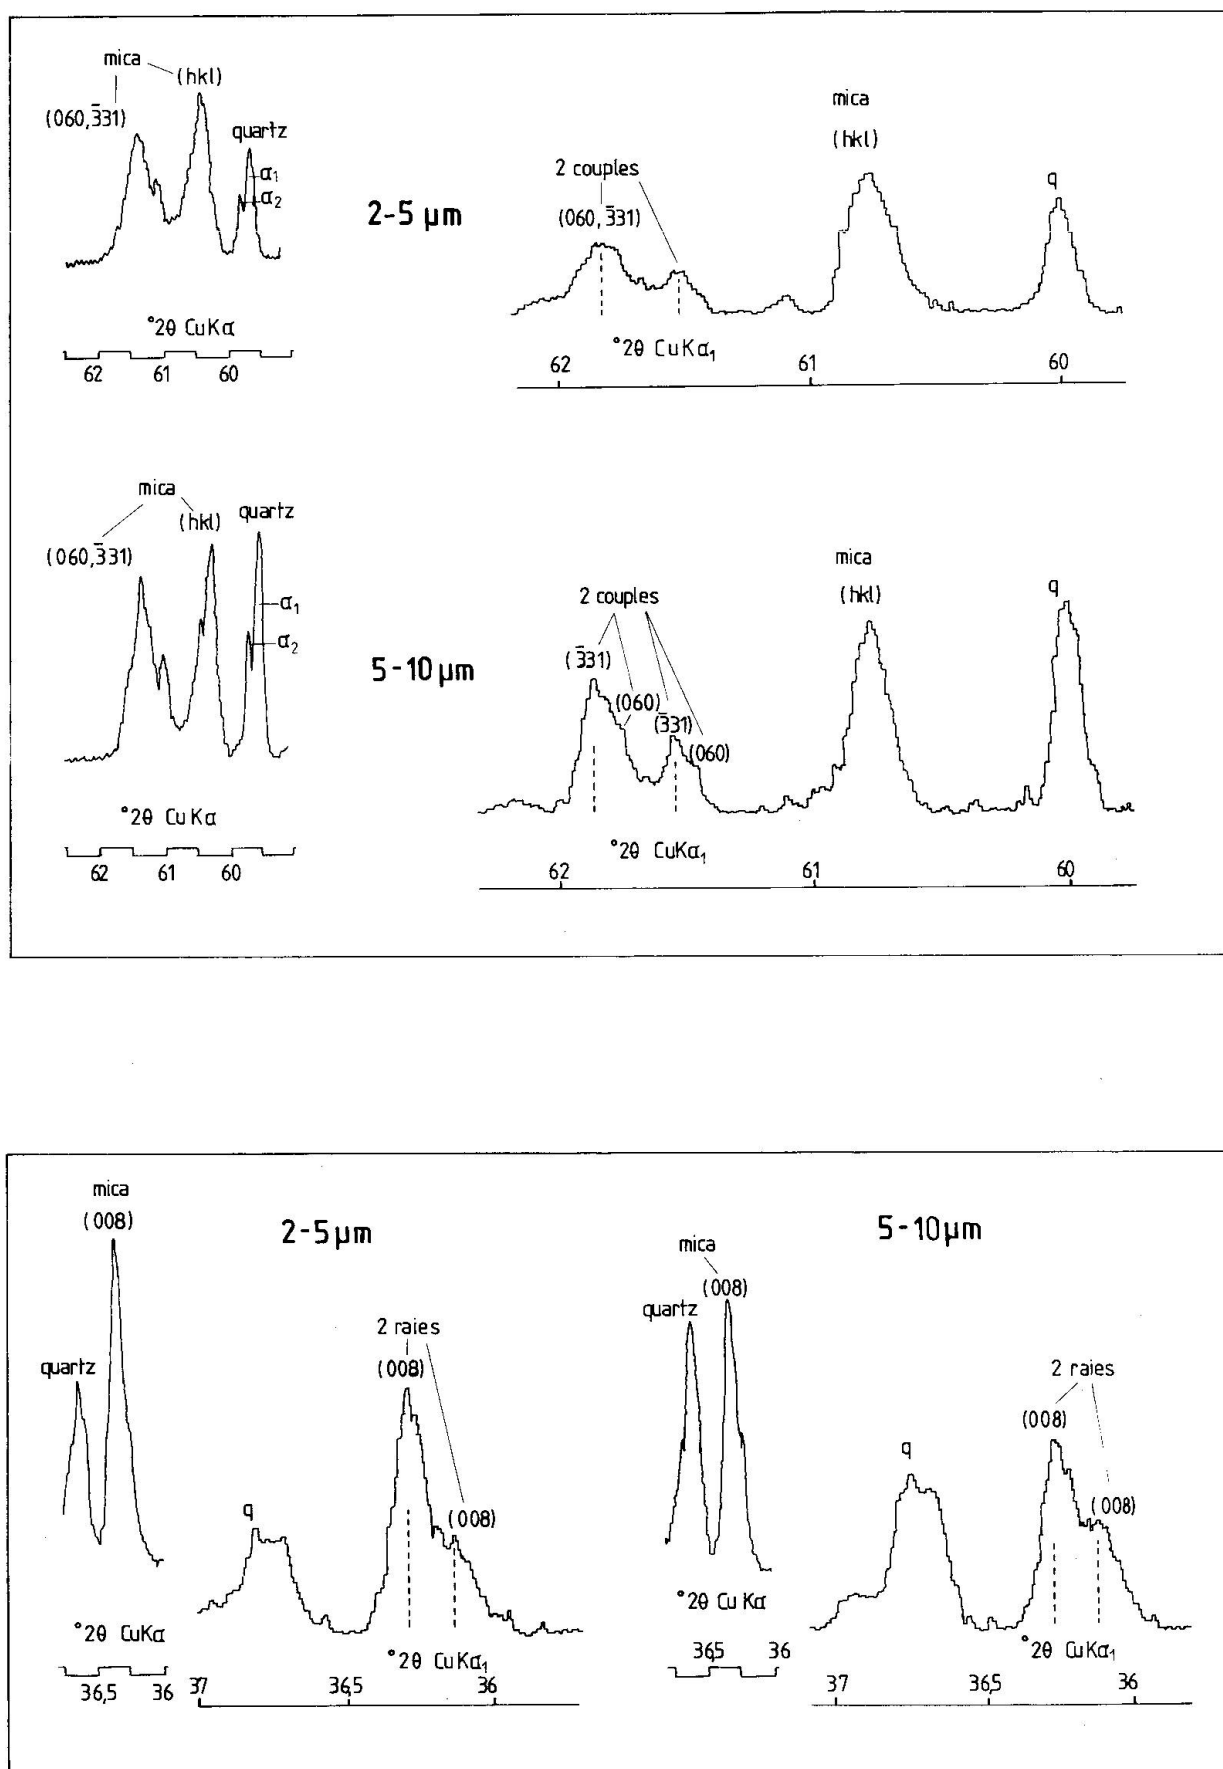 mica
(hkl)
(060,3̄31)
quartz
α1
α2
°2θ CuKα
62 61 60
2-5 µm
2 couples
(060,3̄31)
mica
(hkl)
q
°2θ CuKα1
62 61 60
mica
(hkl)
quartz
(060,3̄31)
α1
α2
°2θ CuKα
62 61 60
5-10 µm
2 couples
(3̄31)
(060)
(3̄31)
(060)
mica
(hkl)
q
°2θ CuKα1
62 61 60
mica
(008)
quartz
°2θ CuKα
36,5 36
2-5 µm
2 raies
(008)
q
(008)
°2θ CuKα1
37 36,5 36
5-10 µm
mica
(008)
quartz
°2θ CuKα
36,5 36
2 raies
(008)
q
(008)
°2θ CuKα1
37 36,5 36